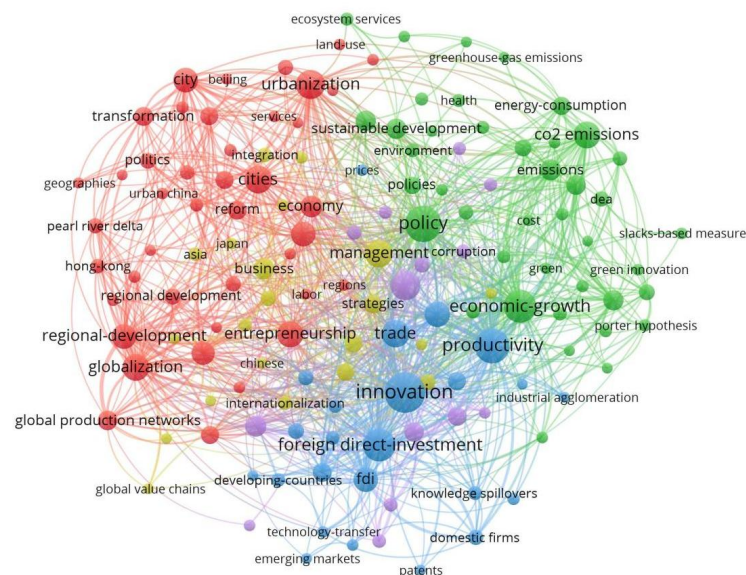 ecosystem services
land-use
greenhouse-gas emissions
city
beijing
urbanization
health
energy-consumption
transformation
services
sustainable development
co2 emissions
politics
integration
environment
emissions
geographies
urban china
cities
prices
policies
dea
pearl river delta
reform
economy
policy
cost
slacks-based measure
hong-kong
asia
japan
business
management
corruption
green
green innovation
regional development
labor
regions
strategies
economic-growth
porter hypothesis
regional-development
entrepreneurship
trade
productivity
globalization
chinese
innovation
industrial agglomeration
global production networks
internationalization
foreign direct-investment
global value chains
developing-countries
fdi
knowledge spillovers
technology-transfer
domestic firms
emerging markets
patents